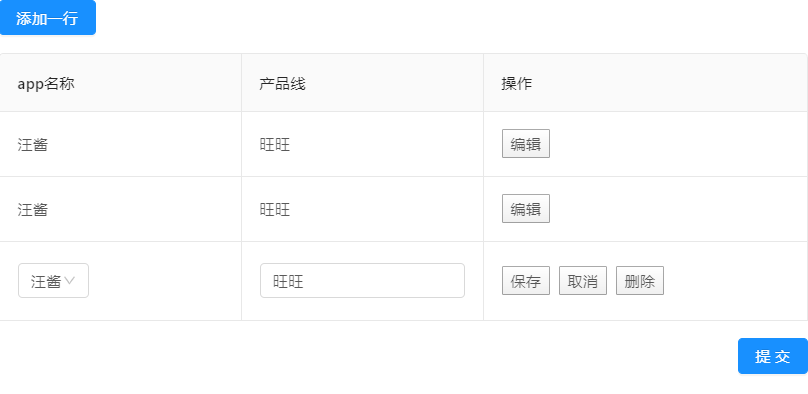 添加一行
app名称 产品线 操作
汪酱 旺旺 编辑
汪酱 旺旺 编辑
汪酱 旺旺 保存 取消 删除
提 交